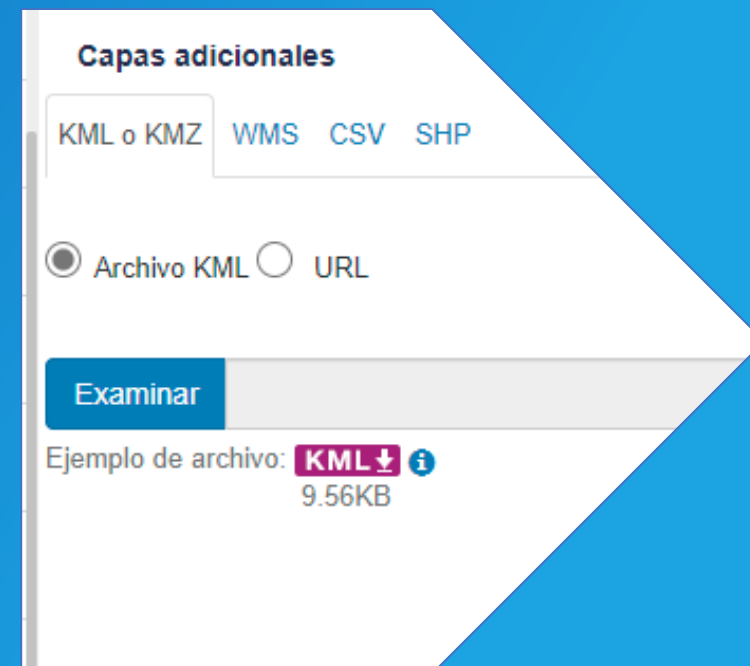 Capas adicionales
KML o KMZ WMS CSV SHP
Archivo KML URL
Examinar
Ejemplo de archivo: KML
9.56KB